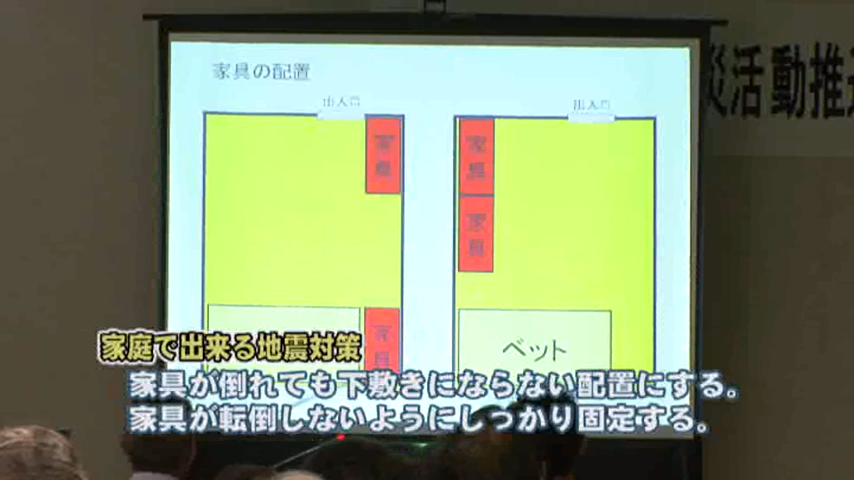 災活動推進
家具の配置
出入口
出入口
家具
家具
家具
家具
ベット
家庭で出来る地震対策
家具が倒れても下敷きにならない配置にする。
家具が転倒しないようにしっかり固定する。